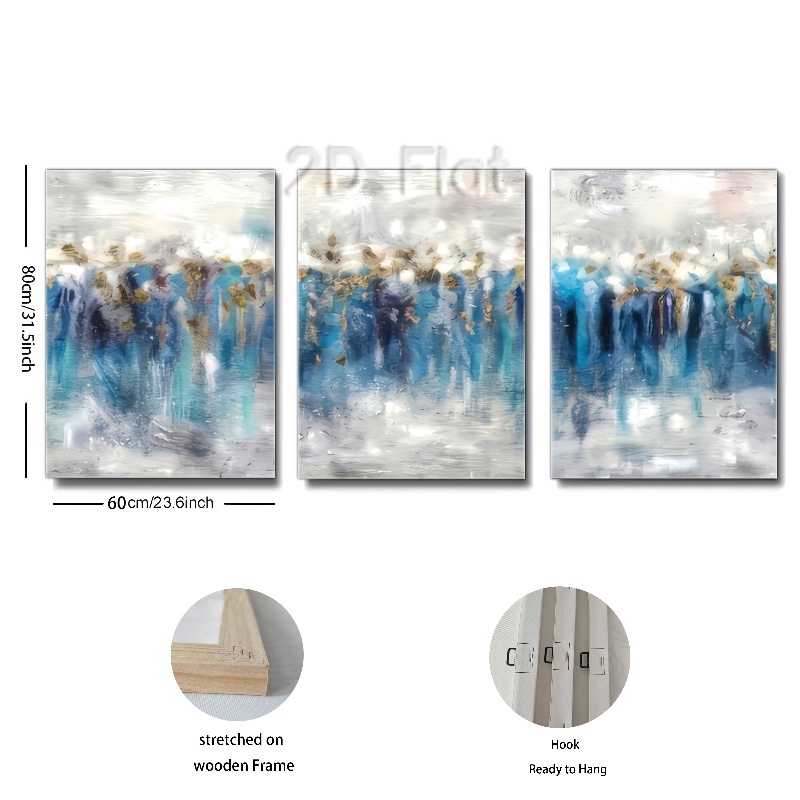 2D Flat
80cm/31.5inch
60cm/23.6inch
stretched on
wooden Frame
Hook
Ready to Hang